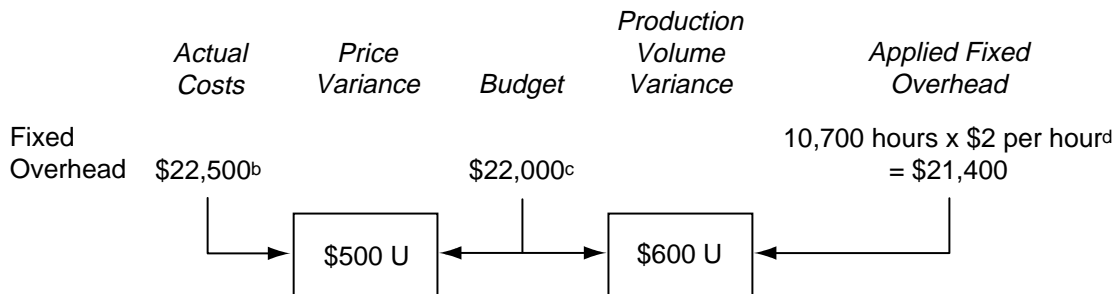 Actual Costs
Price Variance
Budget
Production Volume Variance
Applied Fixed Overhead
Fixed Overhead
$22,500b
$22,000c
10,700 hours x $2 per hourd
= $21,400
$500 U
$600 U